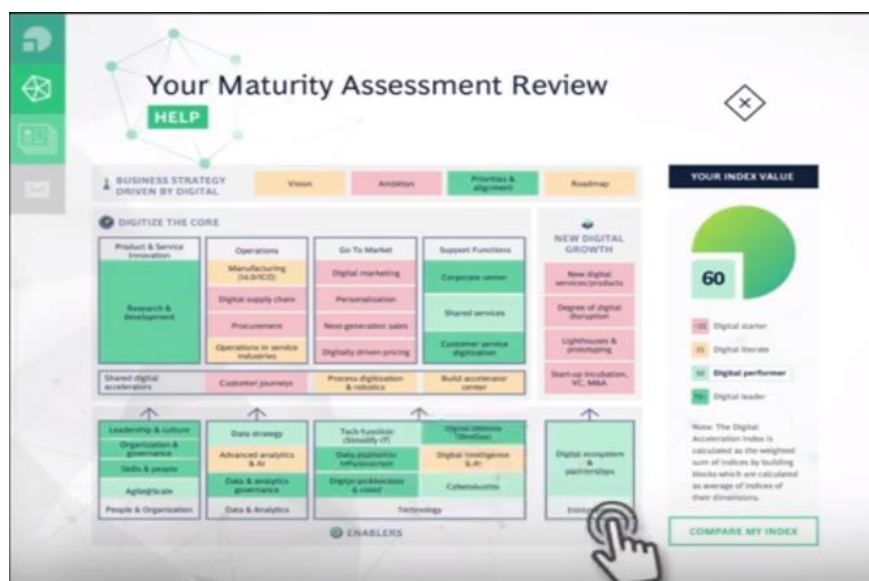 Your Maturity Assessment Review
HELP
BUSINESS STRATEGY
DRIVEN BY DIGITAL
Vision
Ambition
Priorities &
alignment
Roadmap
DIGITIZE THE CORE
Product & Service
Innovation
Research &
development
Operations
Manufacturing
Digital supply chain
Procurement
Operations in service
industries
Go To Market
Digital marketing
Personalization
Next-generation sales
Digitally driven pricing
Support Functions
Corporate center
Shared services
Customer service
digitization
Shared digital
accelerators
Customer journeys
Process digitization
& robotics
Build accelerator
center
NEW DIGITAL
GROWTH
New digital
services/products
Degree of digital
disruption
Lighthouses &
prototyping
Start-up incubation,
VC, M&A
Leadership & culture
Organization &
governance
Skills & people
Agile@Scale
People & Organization
Data strategy
Advanced analytics
& AI
Data & analytics
governance
Data & Analytics
Digital intelligence
& AI
Cybersecurity
Technology
Digital ecosystem
&
partnerships
ENABLERS
YOUR INDEX VALUE
60
Digital starter
Digital literate
Digital performer
Digital leader
Note: The Digital
Acceleration Index is
calculated as the weighted
sum of indices by building
blocks which are calculated
as average of indices of
their dimensions.
COMPARE MY INDEX